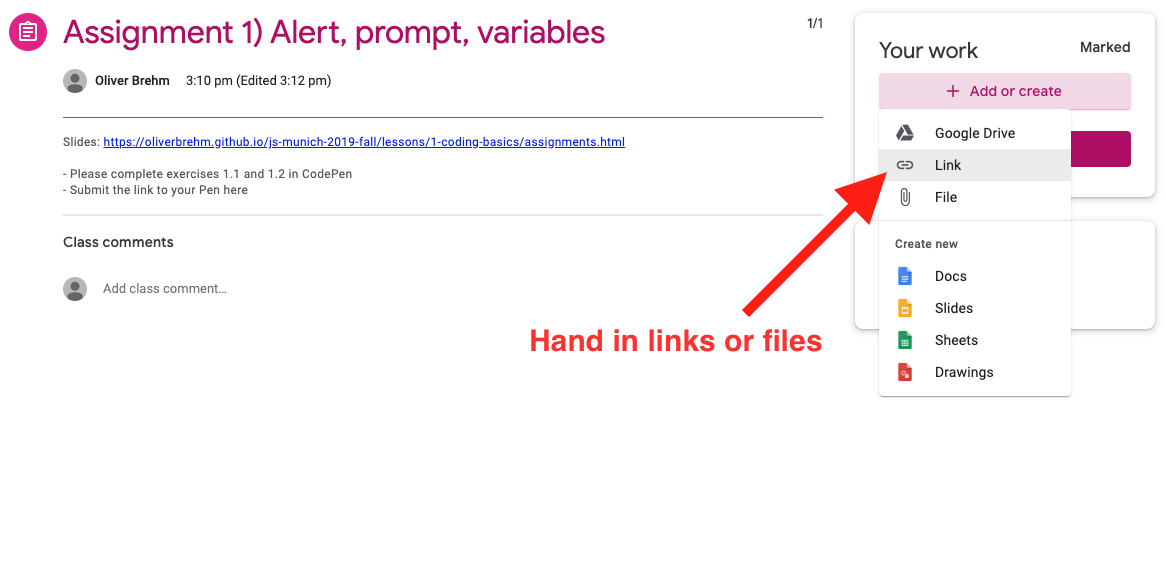 Assignment 1) Alert, prompt, variables
1/1
Oliver Brehm 3:10 pm (Edited 3:12 pm)
Slides: https://oliverbrehm.github.io/js-munich-2019-fall/lessons/1-coding-basics/assignments.html
- Please complete exercises 1.1 and 1.2 in CodePen
- Submit the link to your Pen here
Class comments
Add class comment...
Hand in links or files
Your work
Marked
+ Add or create
Google Drive
Link
File
Create new
Docs
Slides
Sheets
Drawings